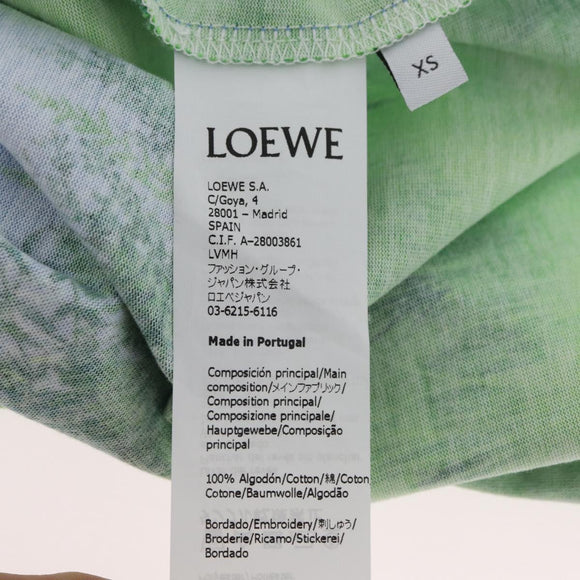 XS
LOEWE
LOEWE S.A.
C/Goya, 4
28001 – Madrid
SPAIN
C.I.F. A-28003861
LVMH
ファッション・グループ・
ジャパン株式会社
ロエベジャパン
03-6215-6116
Made in Portugal
Composición principal/Main
composition/メインファブリック/
Composition principal/
Composizione principale/
Hauptgewebe/Composição
principal
100% Algodón/Cotton/綿/Coton
Cotone/Baumwolle/Algodão
Bordado/Embroidery/刺しゅう/
Broderie/Ricamo/Stickerei/
Bordado